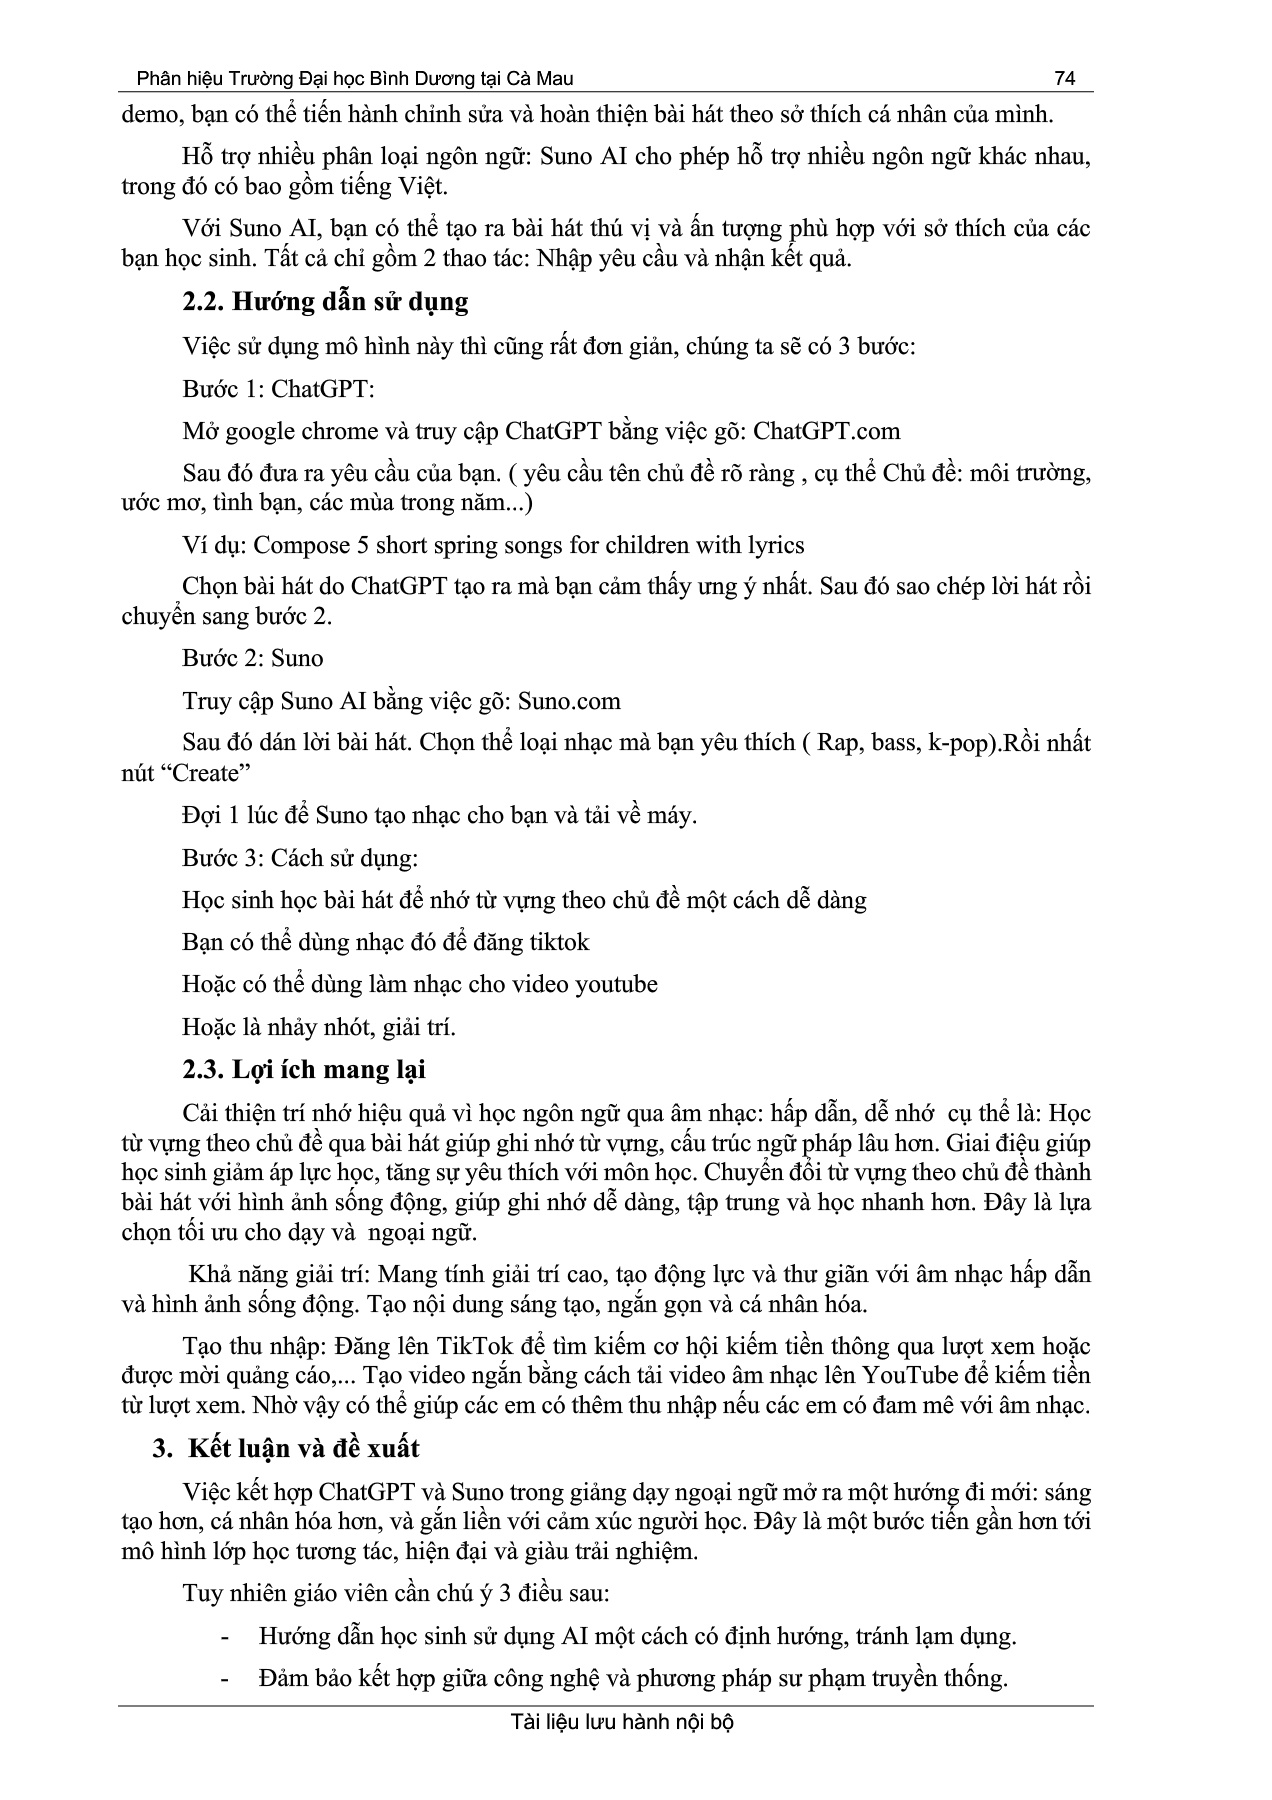 Phân hiệu Trường Đại học Bình Dương tại Cà Mau 74
demo, bạn có thể tiến hành chỉnh sửa và hoàn thiện bài hát theo sở thích cá nhân của mình.
Hỗ trợ nhiều phân loại ngôn ngữ: Suno AI cho phép hỗ trợ nhiều ngôn ngữ khác nhau,
trong đó có bao gồm tiếng Việt.
Với Suno AI, bạn có thể tạo ra bài hát thú vị và ấn tượng phù hợp với sở thích của các
bạn học sinh. Tất cả chỉ gồm 2 thao tác: Nhập yêu cầu và nhận kết quả.
2.2. Hướng dẫn sử dụng
Việc sử dụng mô hình này thì cũng rất đơn giản, chúng ta sẽ có 3 bước:
Bước 1: ChatGPT:
Mở google chrome và truy cập ChatGPT bằng việc gõ: ChatGPT.com
Sau đó đưa ra yêu cầu của bạn. ( yêu cầu tên chủ đề rõ ràng , cụ thể Chủ đề: môi trường,
ước mơ, tình bạn, các mùa trong năm...)
Ví dụ: Compose 5 short spring songs for children with lyrics
Chọn bài hát do ChatGPT tạo ra mà bạn cảm thấy ưng ý nhất. Sau đó sao chép lời hát rồi
chuyển sang bước 2.
Bước 2: Suno
Truy cập Suno AI bằng việc gõ: Suno.com
Sau đó dán lời bài hát. Chọn thể loại nhạc mà bạn yêu thích ( Rap, bass, k-pop).Rồi nhất
nút “Create”
Đợi 1 lúc để Suno tạo nhạc cho bạn và tải về máy.
Bước 3: Cách sử dụng:
Học sinh học bài hát để nhớ từ vựng theo chủ đề một cách dễ dàng
Bạn có thể dùng nhạc đó để đăng tiktok
Hoặc có thể dùng làm nhạc cho video youtube
Hoặc là nhảy nhót, giải trí.
2.3. Lợi ích mang lại
Cải thiện trí nhớ hiệu quả vì học ngôn ngữ qua âm nhạc: hấp dẫn, dễ nhớ  cụ thể là: Học
từ vựng theo chủ đề qua bài hát giúp ghi nhớ từ vựng, cấu trúc ngữ pháp lâu hơn. Giai điệu giúp
học sinh giảm áp lực học, tăng sự yêu thích với môn học. Chuyển đổi từ vựng theo chủ đề thành
bài hát với hình ảnh sống động, giúp ghi nhớ dễ dàng, tập trung và học nhanh hơn. Đây là lựa
chọn tối ưu cho dạy và  ngoại ngữ.
Khả năng giải trí: Mang tính giải trí cao, tạo động lực và thư giãn với âm nhạc hấp dẫn
và hình ảnh sống động. Tạo nội dung sáng tạo, ngắn gọn và cá nhân hóa.
Tạo thu nhập: Đăng lên TikTok để tìm kiếm cơ hội kiếm tiền thông qua lượt xem hoặc
được mời quảng cáo,... Tạo video ngắn bằng cách tải video âm nhạc lên YouTube để kiếm tiền
từ lượt xem. Nhờ vậy có thể giúp các em có thêm thu nhập nếu các em có đam mê với âm nhạc.
3. Kết luận và đề xuất
Việc kết hợp ChatGPT và Suno trong giảng dạy ngoại ngữ mở ra một hướng đi mới: sáng
tạo hơn, cá nhân hóa hơn, và gắn liền với cảm xúc người học. Đây là một bước tiến gần hơn tới
mô hình lớp học tương tác, hiện đại và giàu trải nghiệm.
Tuy nhiên giáo viên cần chú ý 3 điều sau:
- Hướng dẫn học sinh sử dụng AI một cách có định hướng, tránh lạm dụng.
- Đảm bảo kết hợp giữa công nghệ và phương pháp sư phạm truyền thống.
Tài liệu lưu hành nội bộ